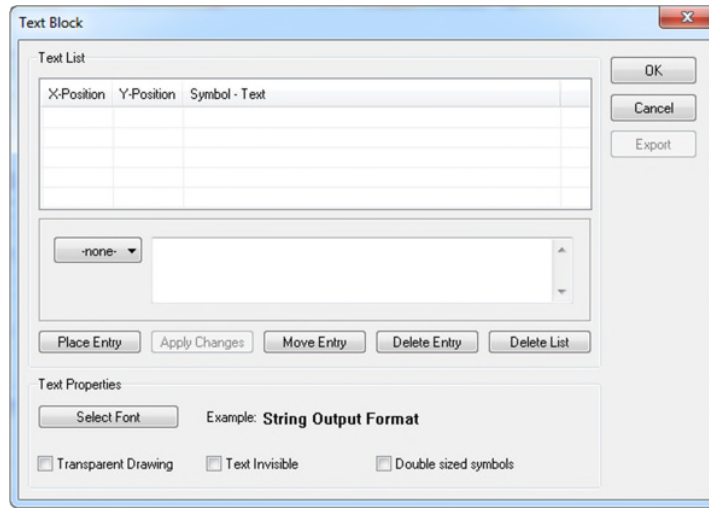 Text Block
Text List
X-Position Y-Position Symbol - Text
OK
Cancel
Export
-none-
Place Entry Apply Changes Move Entry Delete Entry Delete List
Text Properties
Select Font Example: String Output Format
Transparent Drawing Text Invisible Double sized symbols